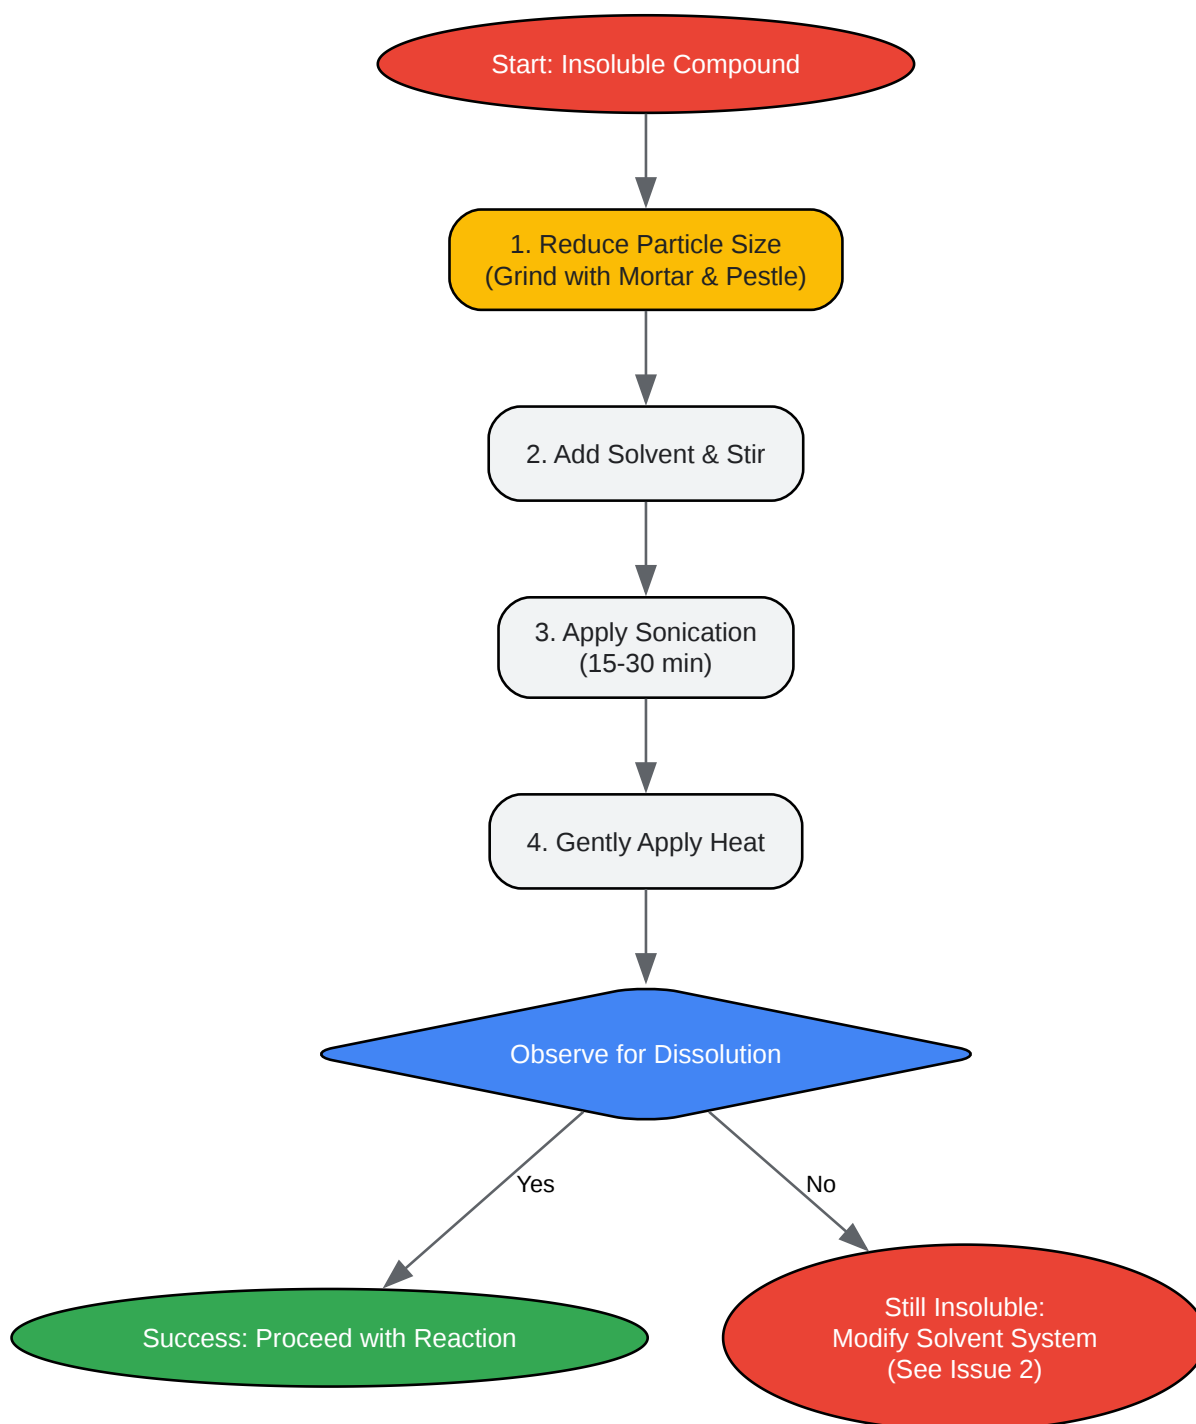 Start: Insoluble Compound
1. Reduce Particle Size
(Grind with Mortar & Pestle)
2. Add Solvent & Stir
3. Apply Sonication
(15-30 min)
4. Gently Apply Heat
Observe for Dissolution
Yes
No
Success: Proceed with Reaction
Still Insoluble:
Modify Solvent System
(See Issue 2)